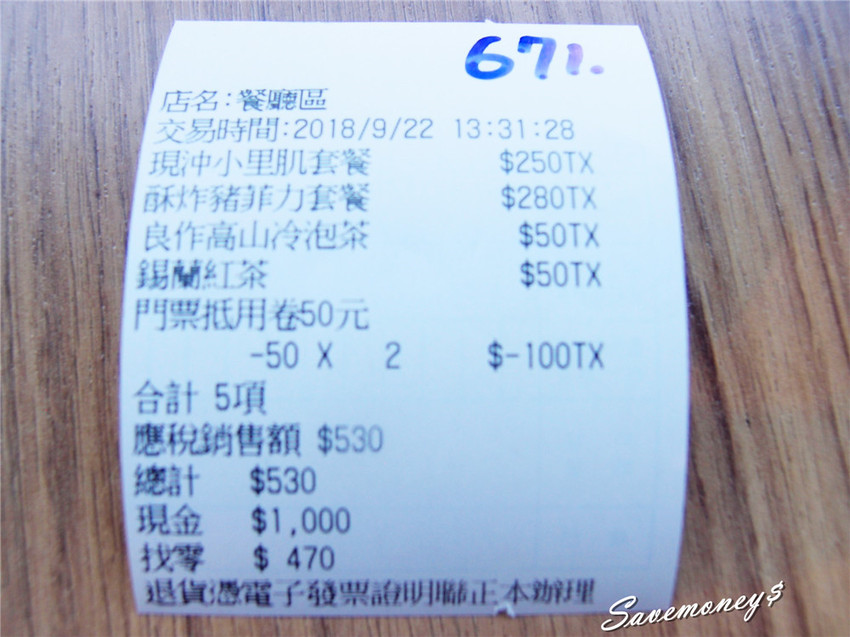 671.
店名:餐廳區
交易時間:2018/9/22 13:31:28
現沖小里肌套餐 $250TX
酥炸豬菲力套餐 $280TX
良作高山冷泡茶 $50TX
錫蘭紅茶 $50TX
門票抵用卷50元
-50 X 2 $-100TX
合計 5項
應稅銷售額 $530
總計 $530
現金 $1,000
找零 $ 470
退貨憑電子發票證明聯正本辦理
Savemoney$